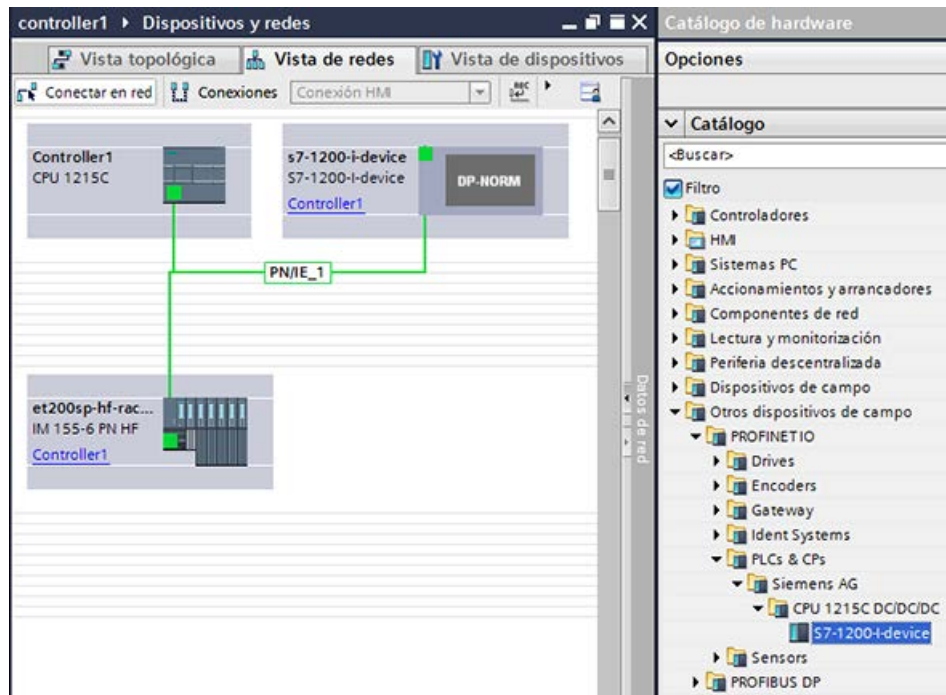 controller1 ▸ Dispositivos y redes
Vista topológica
Vista de redes
Vista de dispositivos
Conectar en red
Conexiones
Conexión HMI
Controller1
CPU 1215C
s7-1200-i-device
S7-1200-I-device
Controller1
DP-NORM
PN/IE_1
et200sp-hf-rac...
IM 155-6 PN HF
Controller1
Datos de red
Catálogo de hardware
Opciones
Catálogo
<Buscar>
Filtro
Controladores
HMI
Sistemas PC
Accionamientos y arrancadores
Componentes de red
Lectura y monitorización
Periferia descentralizada
Dispositivos de campo
Otros dispositivos de campo
PROFINET IO
Drives
Encoders
Gateway
Ident Systems
PLCs & CPs
Siemens AG
CPU 1215C DC/DC/DC
S7-1200-I-device
Sensors
PROFIBUS DP